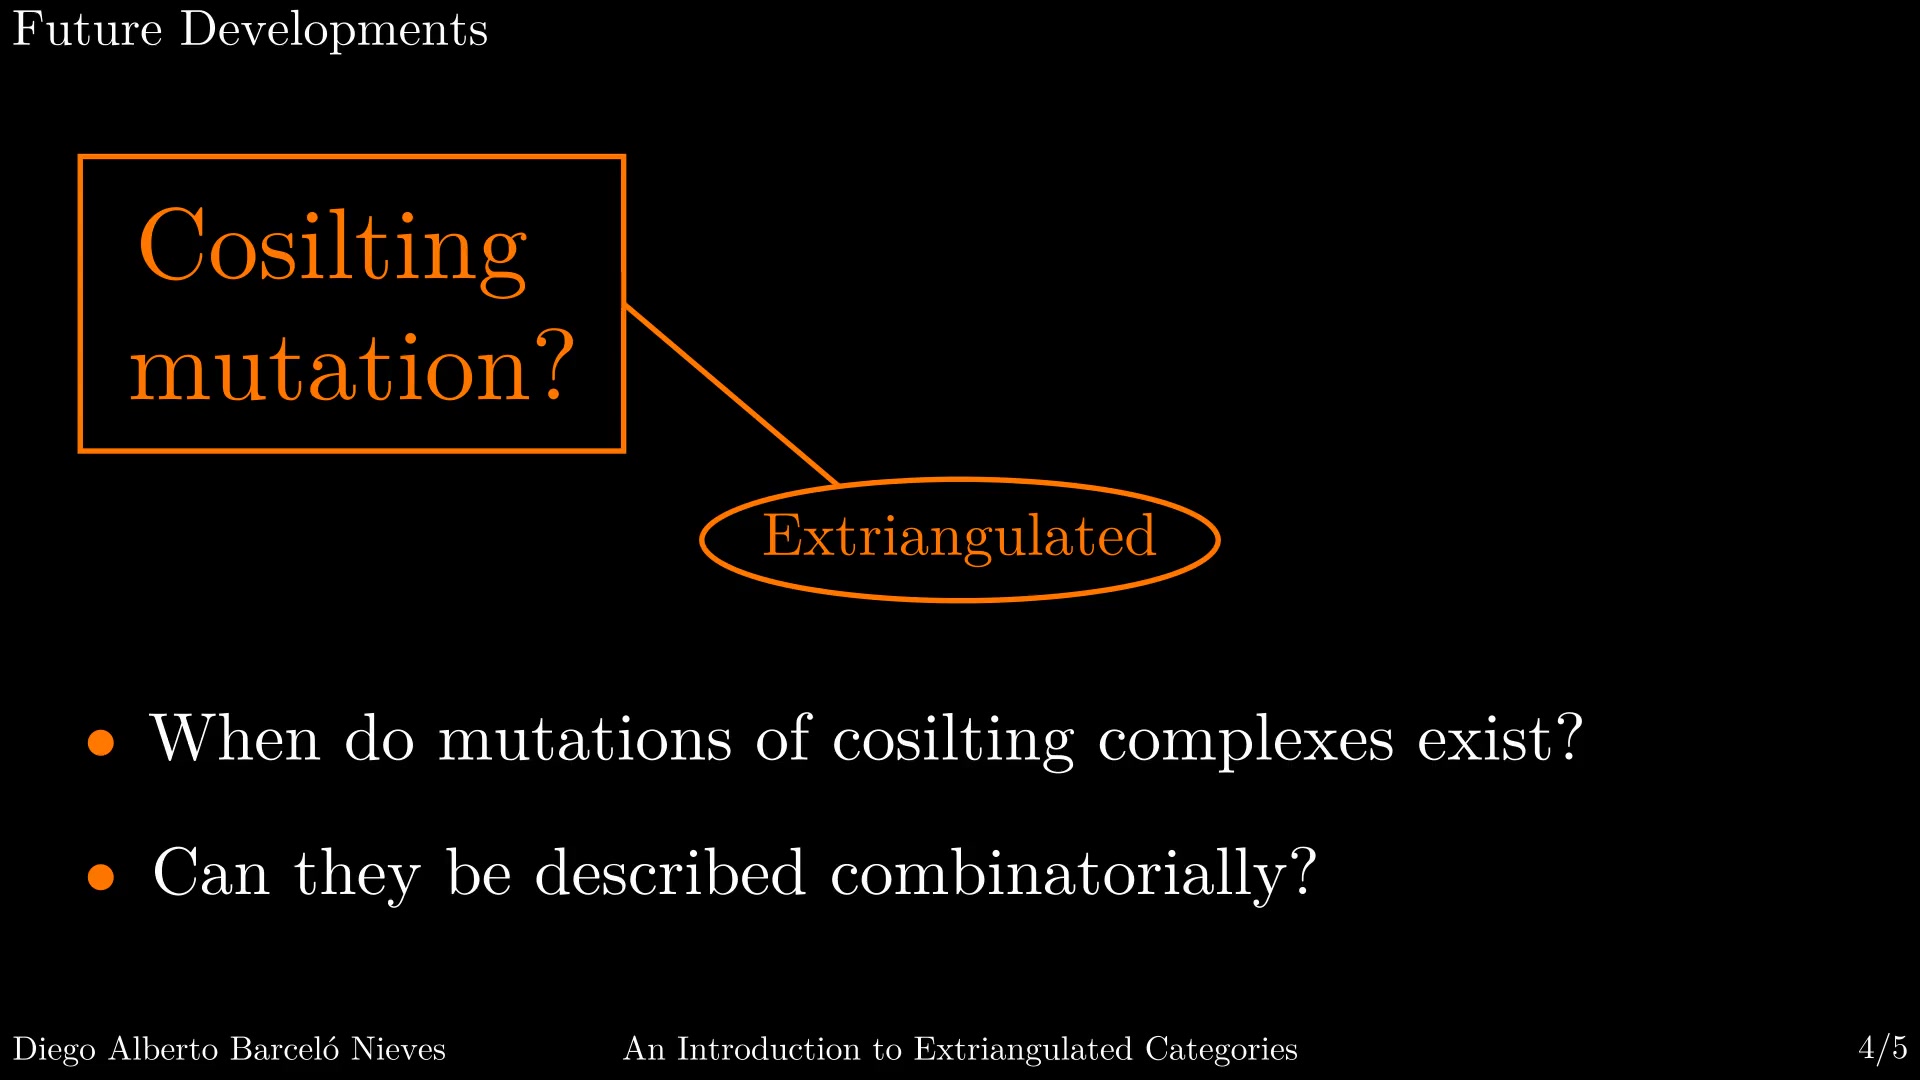 Future Developments
Cosilting
mutation?
Extriangulated
• When do mutations of cosilting complexes exist?
• Can they be described combinatorially?
Diego Alberto Barceló Nieves
An Introduction to Extriangulated Categories
4/5